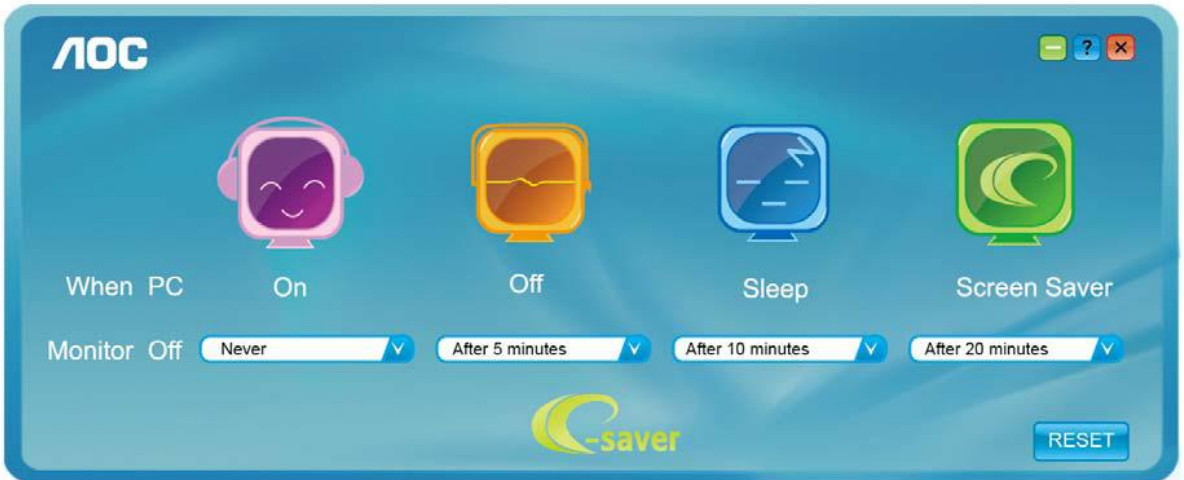 AOC
?
When PC On Off Sleep Screen Saver
Monitor Off Never After 5 minutes After 10 minutes After 20 minutes
e-saver
RESET